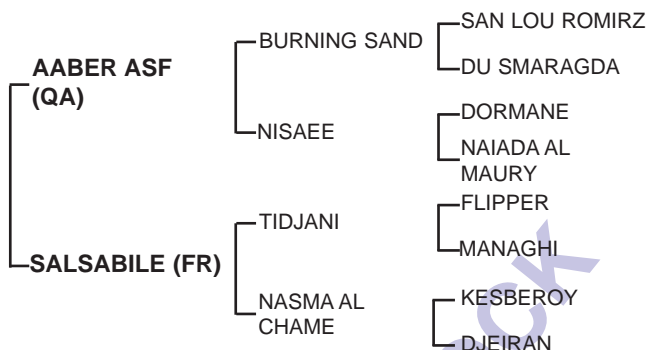 AABER ASF
(QA)
BURNING SAND
SAN LOU ROMIRZ
DU SMARAGDA
NISAEE
DORMANE
NAIADA AL
MAURY
SALSABILE (FR)
TIDJANI
FLIPPER
MANAGHI
NASMA AL
CHAME
KESBEROY
DJEIRAN